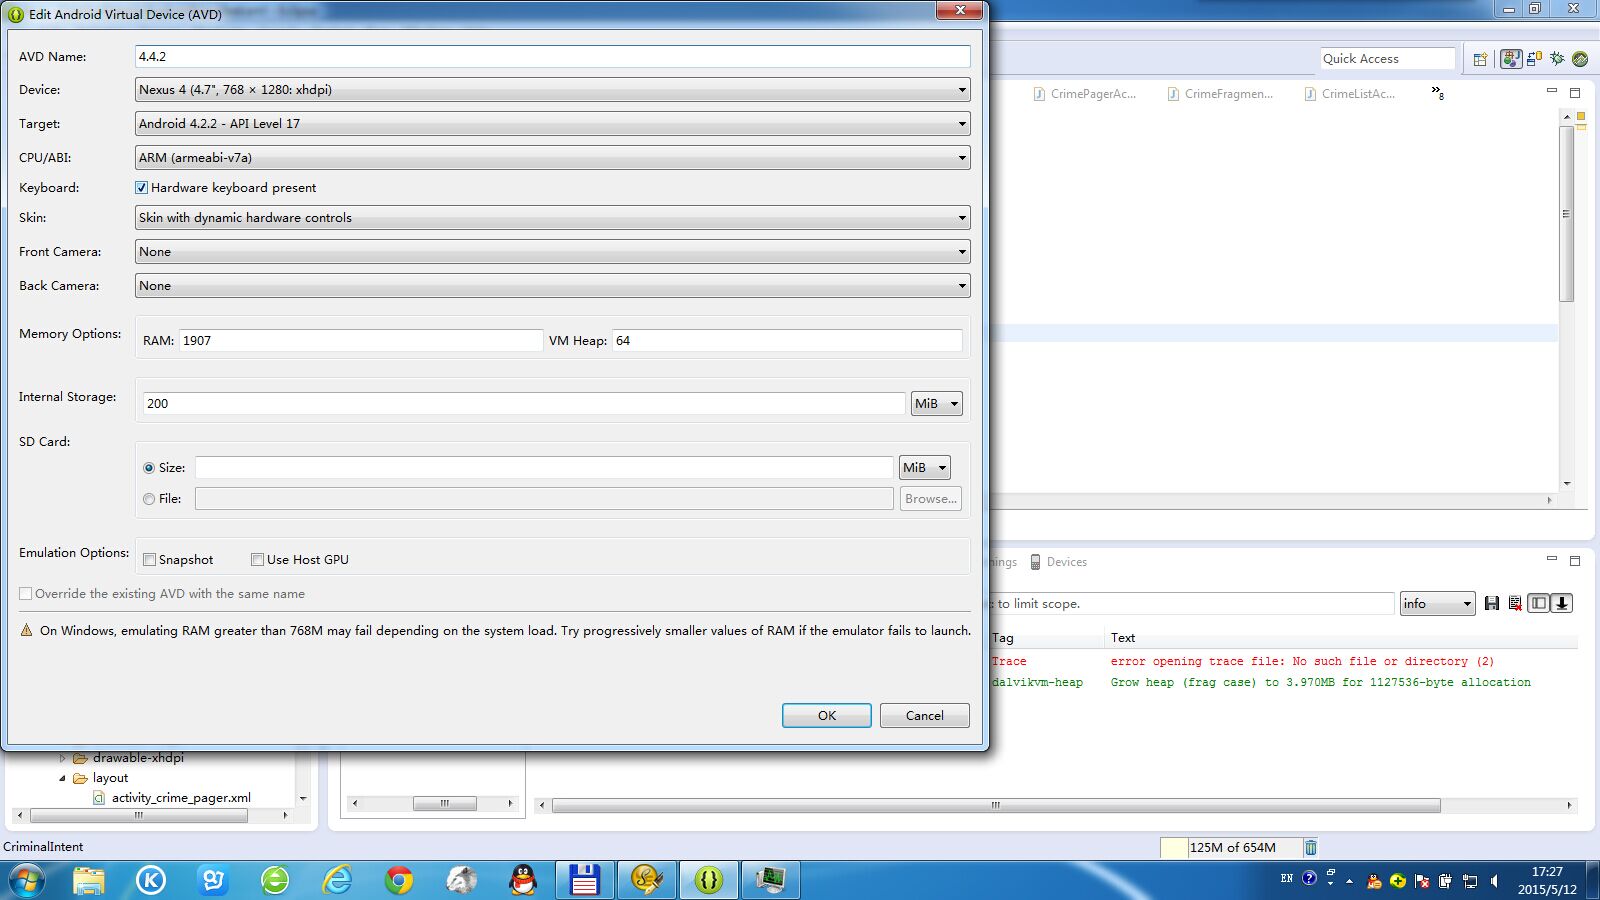 Edit Android Virtual Device (AVD)
AVD Name: 4.4.2
Device: Nexus 4 (4.7", 768 × 1280: xhdpi)
Target: Android 4.2.2 - API Level 17
CPU/ABI: ARM (armeabi-v7a)
Keyboard: Hardware keyboard present
Skin: Skin with dynamic hardware controls
Front Camera: None
Back Camera: None
Memory Options: RAM: 1907 VM Heap: 64
Internal Storage: 200 MiB
SD Card:
Size: MiB
File: Browse...
Emulation Options: Snapshot Use Host GPU
Override the existing AVD with the same name
On Windows, emulating RAM greater than 768M may fail depending on the system load. Try progressively smaller values of RAM if the emulator fails to launch.
OK Cancel
Quick Access
CrimePagerAc... CrimeFragmen... CrimeListAc... »8
Devices
to limit scope. info
Tag Text
Trace error opening trace file: No such file or directory (2)
dalvikvm-heap Grow heap (frag case) to 3.970MB for 1127536-byte allocation
drawable-xhdpi
layout
activity_crime_pager.xml
CriminalIntent 125M of 654M
EN 17:27
2015/5/12